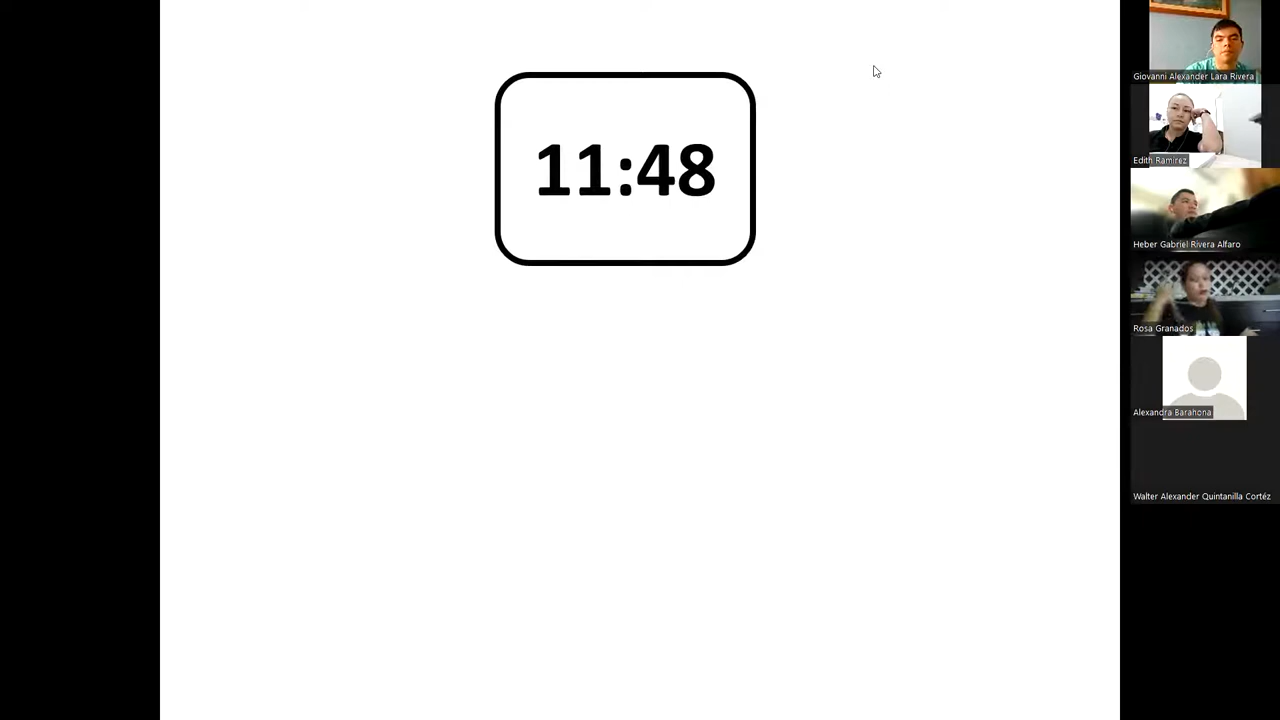 11:48
Giovanni Alexander Lara Rivera
Edith Ramirez
Heber Gabriel Rivera Alfaro
Rosa Granados
Alexandra Barahona
Walter Alexander Quintanilla Cortéz